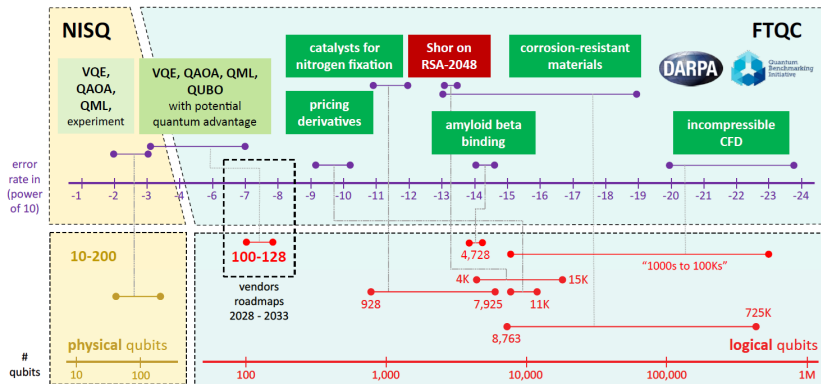 NISQ
FTQC
VQE,
QAOA,
QML,
experiment
VQE, QAOA, QML,
QUBO
with potential
quantum advantage
catalysts for
nitrogen fixation
pricing
derivatives
Shor on
RSA-2048
corrosion-resistant
materials
amyloid beta
binding
DARPA
Quantum
Benchmarking
Initiative
incompressible
CFD
error
rate in
(power
of 10)
-1 -2 -3 -4 -5 -6 -7 -8 -9 -10 -11 -12 -13 -14 -15 -16 -17 -18 -19 -20 -21 -22 -23 -24
10-200
100-128
vendors
roadmaps
2028 - 2033
4,728
"1000s to 100Ks"
4K
15K
928
7,925
11K
725K
8,763
physical qubits
logical qubits
#
qubits
10 100
100 1,000 10,000 100,000 1M